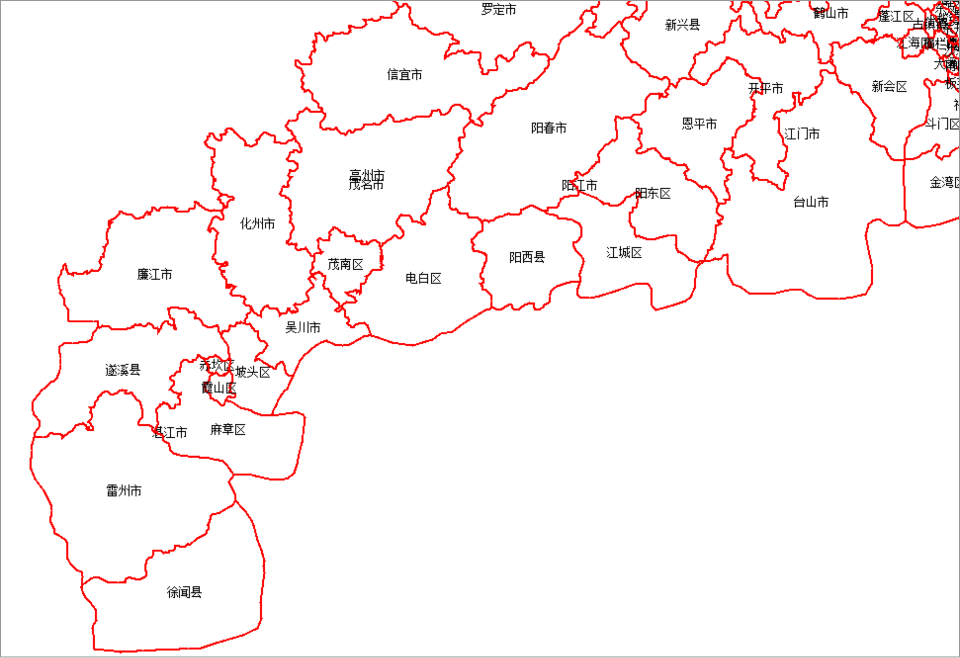 罗定市
鹤山市
蓬江区
新兴县
江海区
信宜市
开平市
新会区
阳春市
恩平市
江门市
斗门区
高州市
茂名市
阳江市
阳东区
金湾区
台山市
化州市
阳西县
江城区
茂南区
廉江市
电白区
吴川市
赤坎区
遂溪县
坡头区
霞山区
麻章区
湛江市
雷州市
徐闻县